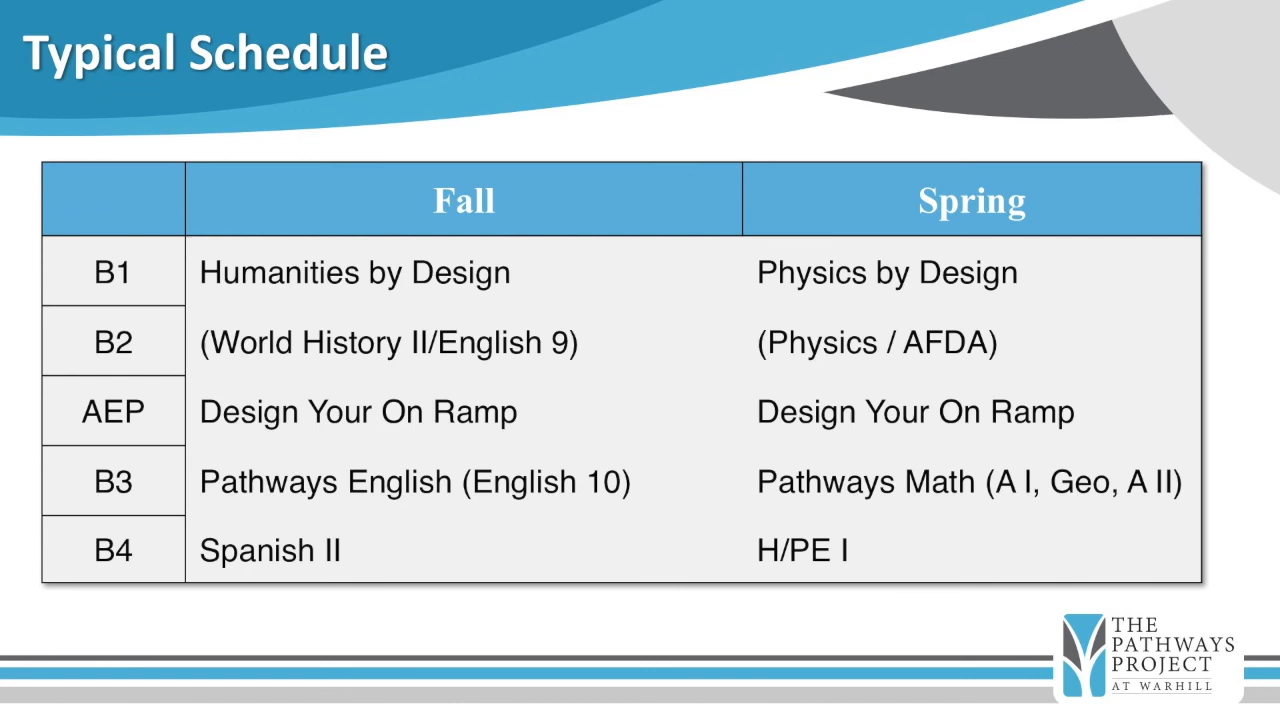 Typical Schedule
Fall Spring
B1 Humanities by Design Physics by Design
B2 (World History II/English 9) (Physics / AFDA)
AEP Design Your On Ramp Design Your On Ramp
B3 Pathways English (English 10) Pathways Math (A I, Geo, A II)
B4 Spanish II H/PE I
THE
PATHWAYS
PROJECT
AT WARHILL